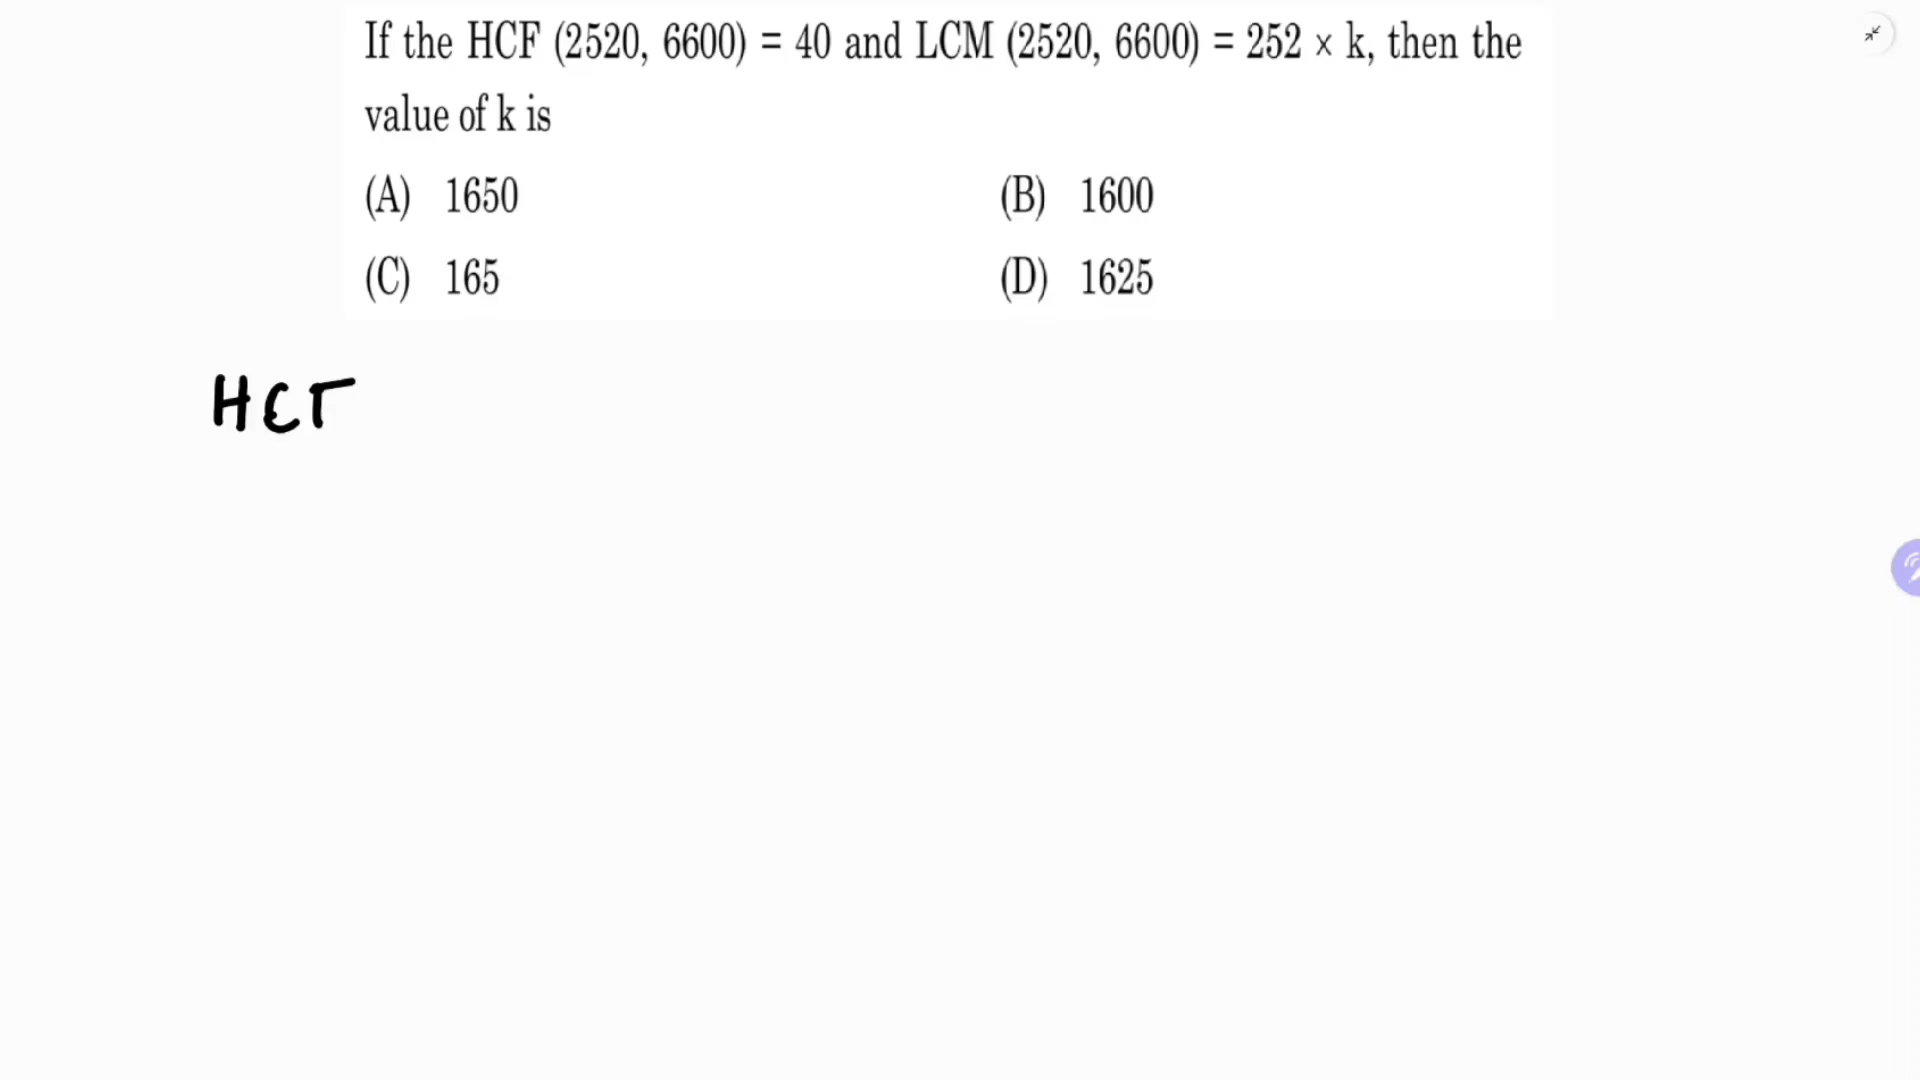 If the HCF (2520, 6600) = 40 and LCM (2520, 6600) = 252 × k, then the
value of k is
(A) 1650 (B) 1600
(C) 165 (D) 1625
HCF